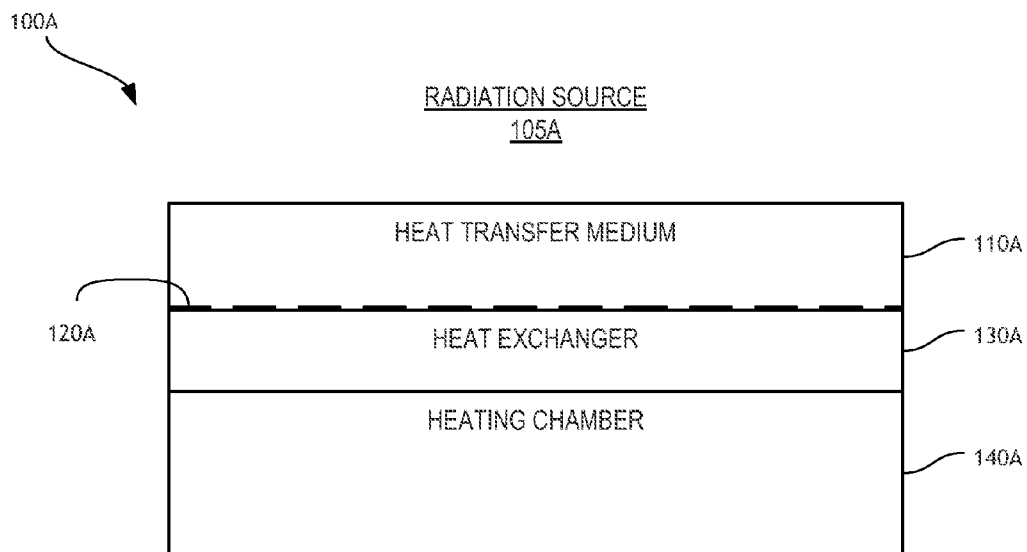 100A
RADIATION SOURCE
105A
HEAT TRANSFER MEDIUM
110A
120A
HEAT EXCHANGER
130A
HEATING CHAMBER
140A